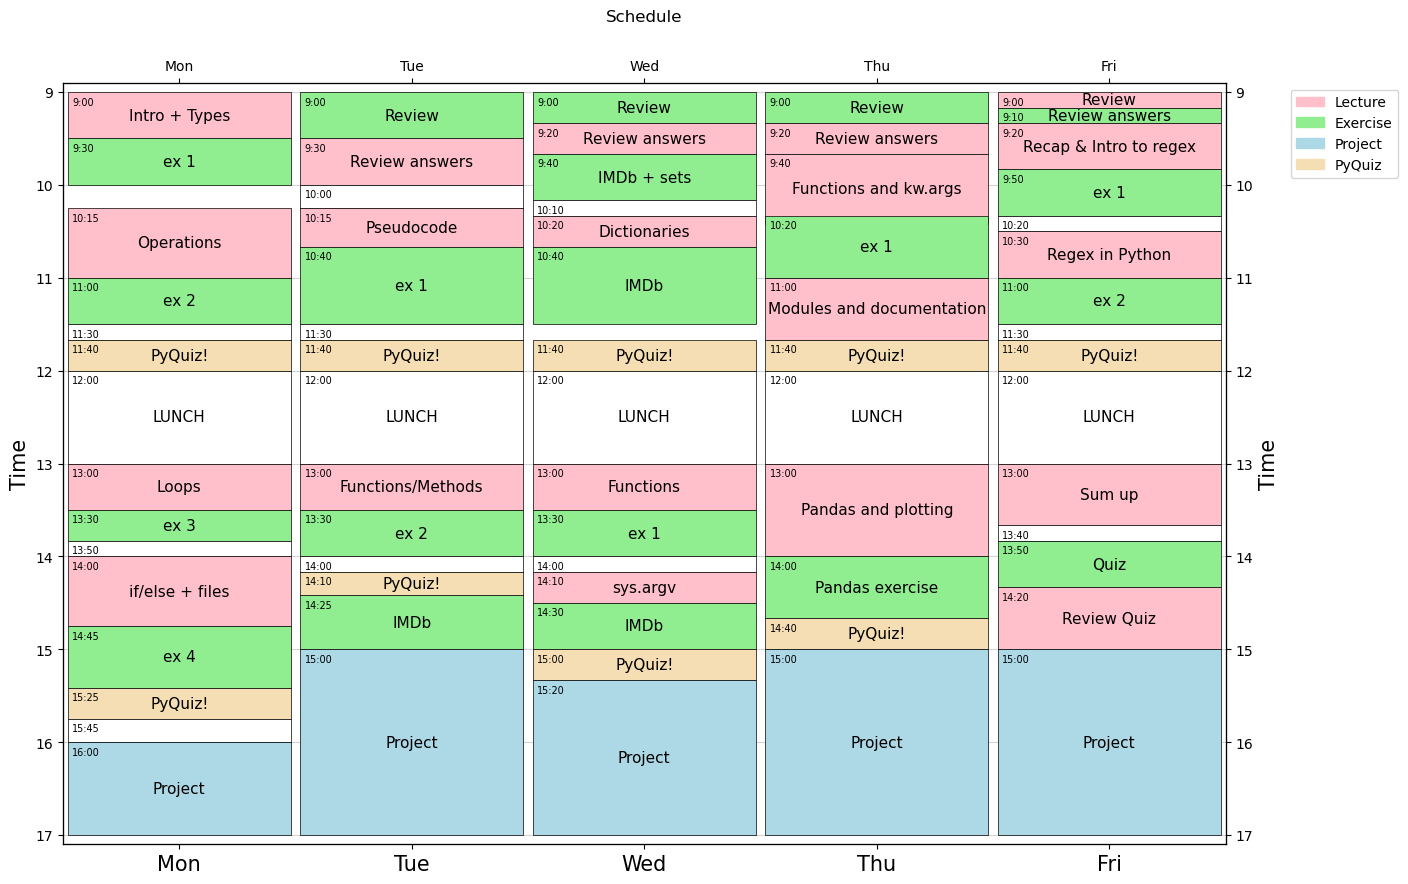 Schedule
Mon Tue Wed Thu Fri
Lecture
Exercise
Project
PyQuiz
Time
9
10
11
12
13
14
15
16
17
9:00 Intro + Types
9:30 ex 1
10:15 Operations
11:00 ex 2
11:30
11:40 PyQuiz!
12:00 LUNCH
13:00 Loops
13:30 ex 3
13:50
14:00 if/else + files
14:45 ex 4
15:25 PyQuiz!
15:45
16:00 Project
9:00 Review
9:30 Review answers
10:00
10:15 Pseudocode
10:40 ex 1
11:30
11:40 PyQuiz!
12:00 LUNCH
13:00 Functions/Methods
13:30 ex 2
14:00
14:10 PyQuiz!
14:25 IMDb
15:00 Project
9:00 Review
9:20 Review answers
9:40 IMDb + sets
10:10
10:20 Dictionaries
10:40 IMDb
11:40 PyQuiz!
12:00 LUNCH
13:00 Functions
13:30 ex 1
14:00
14:10 sys.argv
14:30 IMDb
15:00 PyQuiz!
15:20 Project
9:00 Review
9:20 Review answers
9:40 Functions and kw.args
10:20 ex 1
11:00 Modules and documentation
11:40 PyQuiz!
12:00 LUNCH
13:00 Pandas and plotting
14:00 Pandas exercise
14:40 PyQuiz!
15:00 Project
9:00 Review
9:10 Review answers
9:20 Recap & Intro to regex
9:50 ex 1
10:20
10:30 Regex in Python
11:00 ex 2
11:30
11:40 PyQuiz!
12:00 LUNCH
13:00 Sum up
13:40
13:50 Quiz
14:20 Review Quiz
15:00 Project
9
10
11
12
13
14
15
16
17
Time
Mon Tue Wed Thu Fri